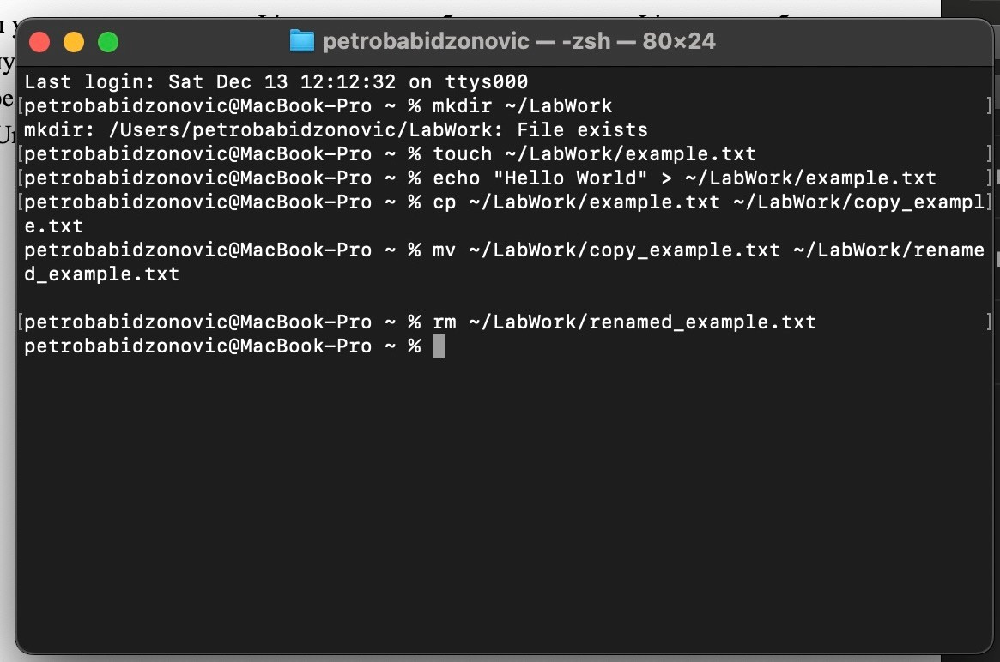 petrobabidzonovic — -zsh — 80×24
Last login: Sat Dec 13 12:12:32 on ttys000
[petrobabidzonovic@MacBook-Pro ~ % mkdir ~/LabWork ]
mkdir: /Users/petrobabidzonovic/LabWork: File exists
[petrobabidzonovic@MacBook-Pro ~ % touch ~/LabWork/example.txt ]
[petrobabidzonovic@MacBook-Pro ~ % echo "Hello World" > ~/LabWork/example.txt ]
[petrobabidzonovic@MacBook-Pro ~ % cp ~/LabWork/example.txt ~/LabWork/copy_exampl]
e.txt
petrobabidzonovic@MacBook-Pro ~ % mv ~/LabWork/copy_example.txt ~/LabWork/rename
d_example.txt
[petrobabidzonovic@MacBook-Pro ~ % rm ~/LabWork/renamed_example.txt ]
petrobabidzonovic@MacBook-Pro ~ %